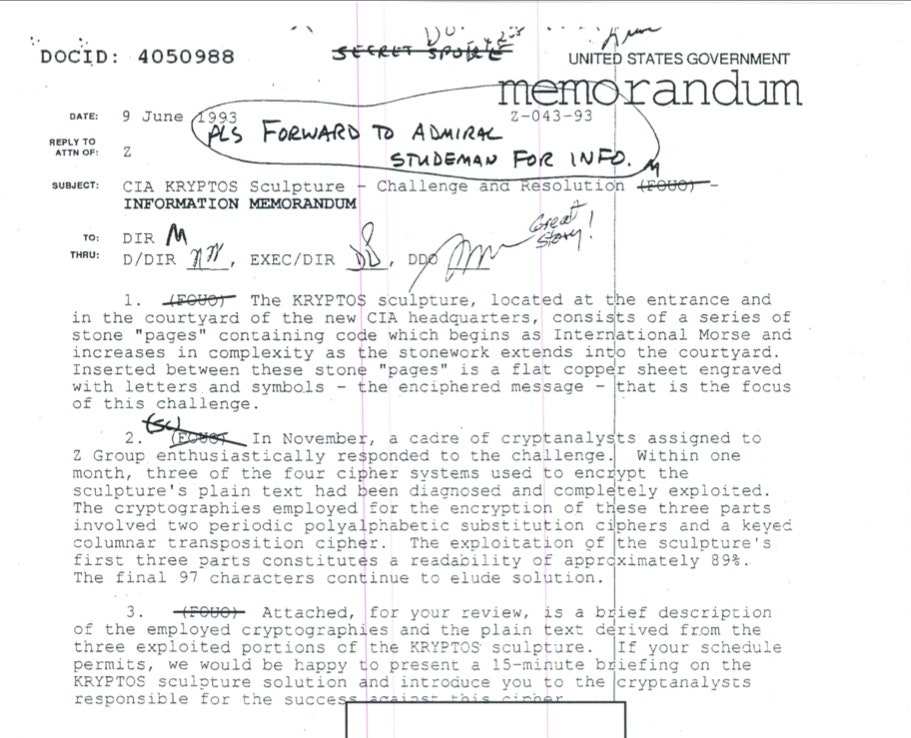 DOCID: 4050988
SECRET SPOKE
UNITED STATES GOVERNMENT
memorandum
DATE: 9 June 1993
Z-043-93
PLS FORWARD TO ADMIRAL
STUDEMAN FOR INFO.
REPLY TO
ATTN OF: Z
SUBJECT: CIA KRYPTOS Sculpture - Challenge and Resolution (FOUO) -
INFORMATION MEMORANDUM
Great
Story!
TO: DIR M
THRU: D/DIR , EXEC/DIR , DDO
1. (FOUO) The KRYPTOS sculpture, located at the entrance and
in the courtyard of the new CIA headquarters, consists of a series of
stone "pages" containing code which begins as International Morse and
increases in complexity as the stonework extends into the courtyard.
Inserted between these stone "pages" is a flat copper sheet engraved
with letters and symbols - the enciphered message - that is the focus
of this challenge.
2. (FOUO) In November, a cadre of cryptanalysts assigned to
Z Group enthusiastically responded to the challenge. Within one
month, three of the four cipher systems used to encrypt the
sculpture's plain text had been diagnosed and completely exploited.
The cryptographies employed for the encryption of these three parts
involved two periodic polyalphabetic substitution ciphers and a keyed
columnar transposition cipher. The exploitation of the sculpture's
first three parts constitutes a readability of approximately 89%.
The final 97 characters continue to elude solution.
3. (FOUO) Attached, for your review, is a brief description
of the employed cryptographies and the plain text derived from the
three exploited portions of the KRYPTOS sculpture. If your schedule
permits, we would be happy to present a 15-minute briefing on the
KRYPTOS sculpture solution and introduce you to the cryptanalysts
responsible for the success against this cipher